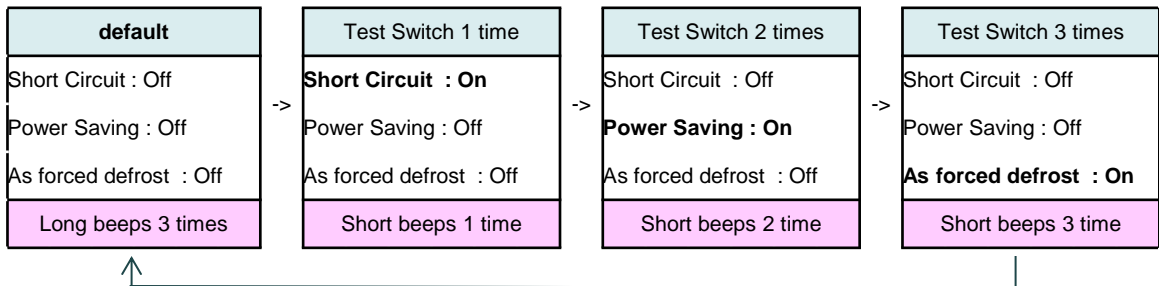 default
Short Circuit : Off
Power Saving : Off
As forced defrost : Off
Long beeps 3 times
->
Test Switch 1 time
Short Circuit : On
Power Saving : Off
As forced defrost : Off
Short beeps 1 time
->
Test Switch 2 times
Short Circuit : Off
Power Saving : On
As forced defrost : Off
Short beeps 2 time
->
Test Switch 3 times
Short Circuit : Off
Power Saving : Off
As forced defrost : On
Short beeps 3 time